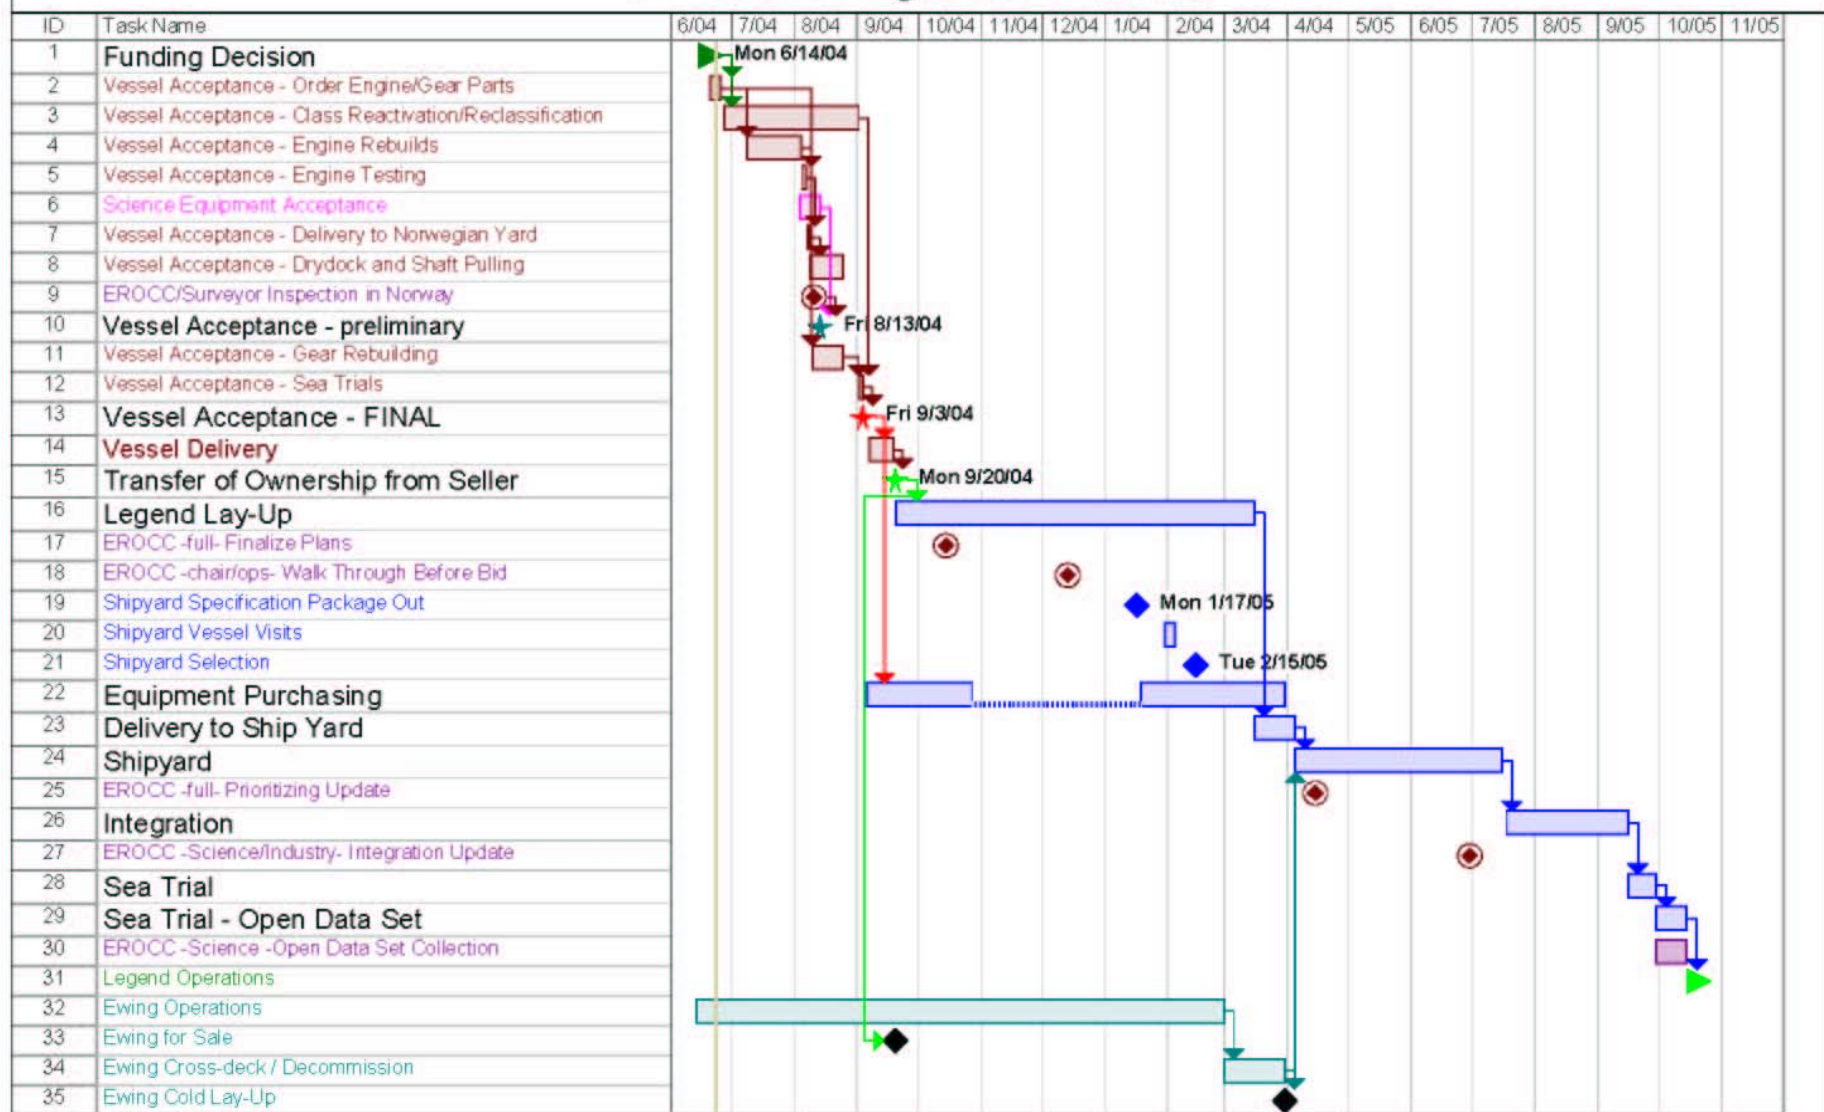 ID Task Name 6/04 7/04 8/04 9/04 10/04 11/04 12/04 1/04 2/04 3/04 4/04 5/05 6/05 7/05 8/05 9/05 10/05 11/05
1 Funding Decision Mon 6/14/04
2 Vessel Acceptance - Order Engine/Gear Parts
3 Vessel Acceptance - Class Reactivation/Reclassification
4 Vessel Acceptance - Engine Rebuilds
5 Vessel Acceptance - Engine Testing
6 Science Equipment Acceptance
7 Vessel Acceptance - Delivery to Norwegian Yard
8 Vessel Acceptance - Drydock and Shaft Pulling
9 EROCC/Surveyor Inspection in Norway
10 Vessel Acceptance - preliminary Fri 8/13/04
11 Vessel Acceptance - Gear Rebuilding
12 Vessel Acceptance - Sea Trials
13 Vessel Acceptance - FINAL Fri 9/3/04
14 Vessel Delivery
15 Transfer of Ownership from Seller Mon 9/20/04
16 Legend Lay-Up
17 EROCC -full- Finalize Plans
18 EROCC -chair/ops- Walk Through Before Bid
19 Shipyard Specification Package Out Mon 1/17/05
20 Shipyard Vessel Visits
21 Shipyard Selection Tue 2/15/05
22 Equipment Purchasing
23 Delivery to Ship Yard
24 Shipyard
25 EROCC -full- Prioritizing Update
26 Integration
27 EROCC -Science/Industry- Integration Update
28 Sea Trial
29 Sea Trial - Open Data Set
30 EROCC -Science -Open Data Set Collection
31 Legend Operations
32 Ewing Operations
33 Ewing for Sale
34 Ewing Cross-deck / Decommission
35 Ewing Cold Lay-Up